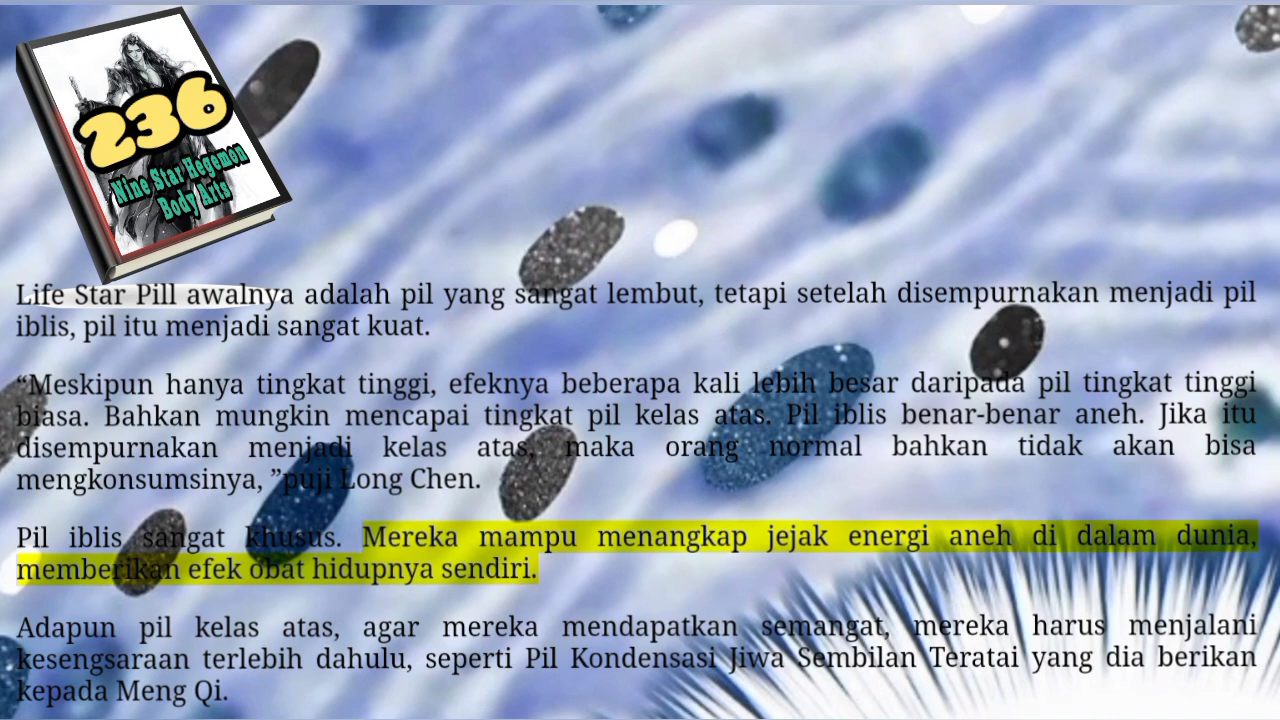 236
Nine Star Hegemon
Body Arts
Life Star Pill awalnya adalah pil yang sangat lembut, tetapi setelah disempurnakan menjadi pil
iblis, pil itu menjadi sangat kuat.
“Meskipun hanya tingkat tinggi, efeknya beberapa kali lebih besar daripada pil tingkat tinggi
biasa. Bahkan mungkin mencapai tingkat pil kelas atas. Pil iblis benar-benar aneh. Jika itu
disempurnakan menjadi kelas atas, maka orang normal bahkan tidak akan bisa
mengkonsumsinya, ”puji Long Chen.
Pil iblis sangat khusus. Mereka mampu menangkap jejak energi aneh di dalam dunia,
memberikan efek obat hidupnya sendiri.
Adapun pil kelas atas, agar mereka mendapatkan semangat, mereka harus menjalani
kesengsaraan terlebih dahulu, seperti Pil Kondensasi Jiwa Sembilan Teratai yang dia berikan
kepada Meng Qi.